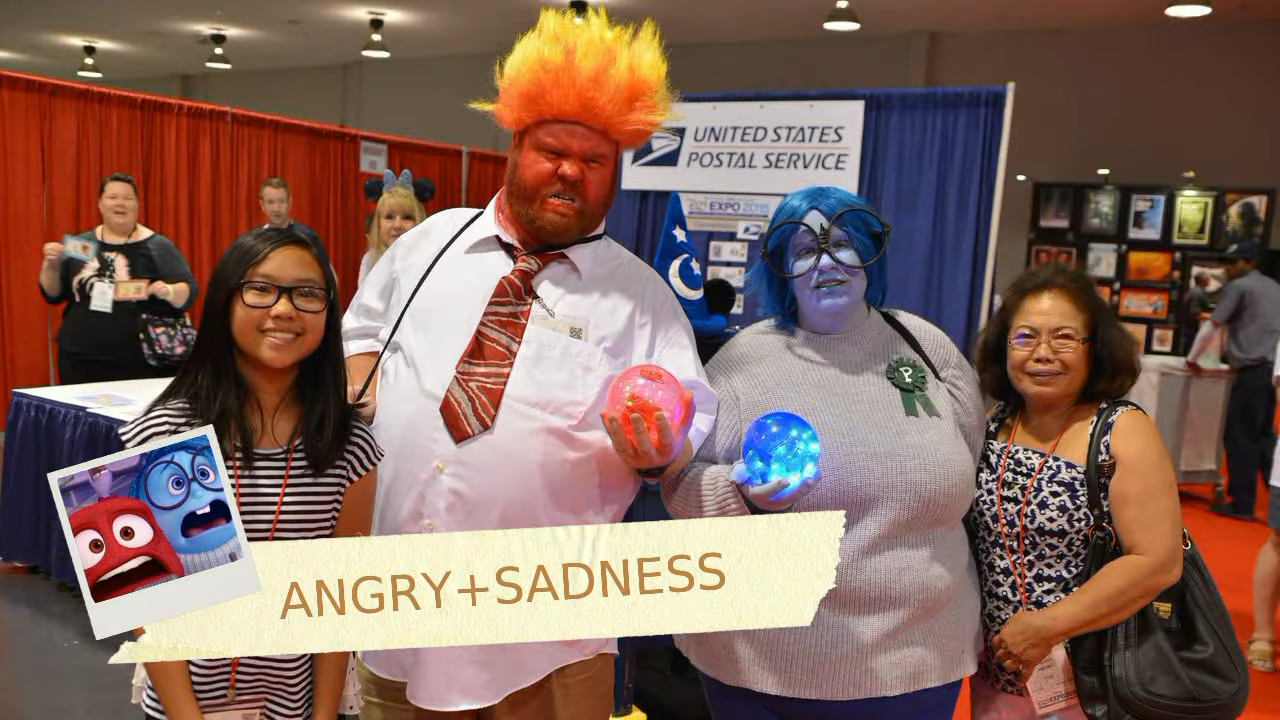 UNITED STATES
POSTAL SERVICE
EXPO 2015
P
ANGRY+SADNESS